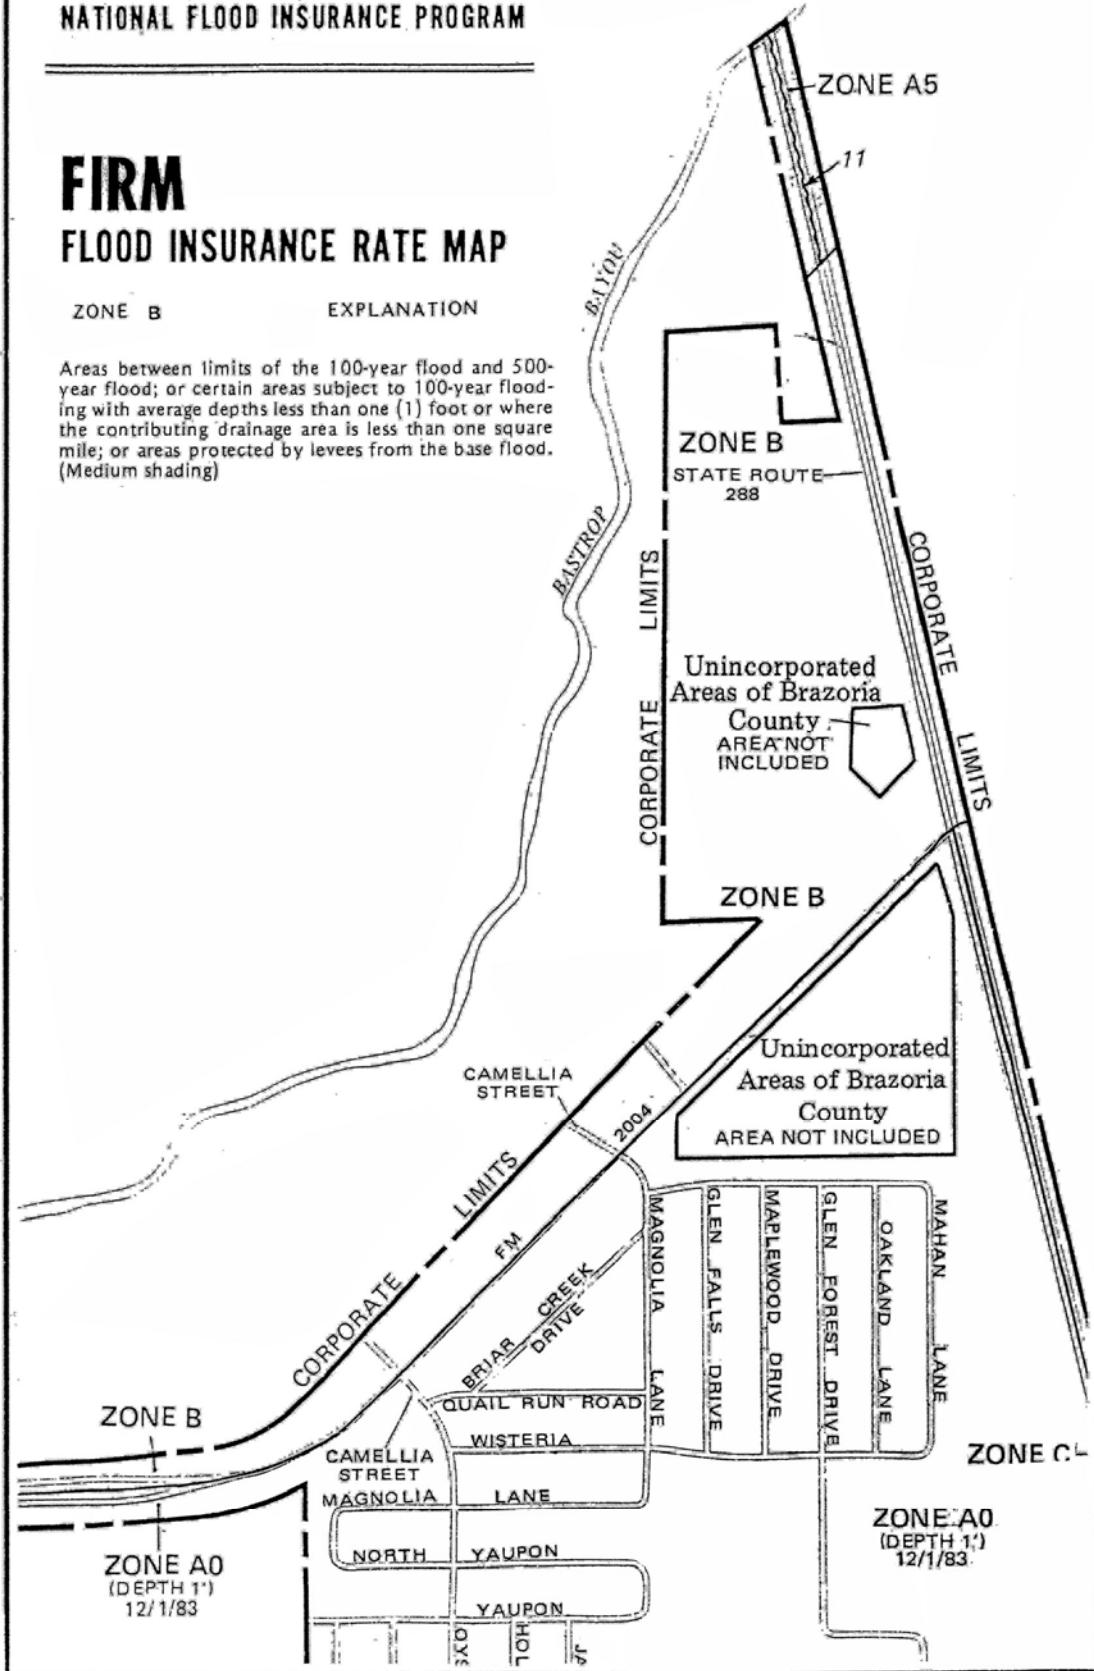 NATIONAL FLOOD INSURANCE PROGRAM
FIRM
FLOOD INSURANCE RATE MAP
ZONE B EXPLANATION
Areas between limits of the 100-year flood and 500-
year flood; or certain areas subject to 100-year flood-
ing with average depths less than one (1) foot or where
the contributing drainage area is less than one square
mile; or areas protected by levees from the base flood.
(Medium shading)
ZONE A5
11
BAYOU
BASTROP
ZONE B
STATE ROUTE
288
CORPORATE LIMITS
CORPORATE LIMITS
Unincorporated
Areas of Brazoria
County
AREA NOT
INCLUDED
ZONE B
Unincorporated
Areas of Brazoria
County
AREA NOT INCLUDED
CAMELLIA
STREET
FM 2004
CORPORATE LIMITS
MAGNOLIA LANE
GLEN FALLS DRIVE
MAPLEWOOD DRIVE
GLEN FOREST DRIVE
OAKLAND LANE
MAHAN LANE
BRIAR CREEK
DRIVE
QUAIL RUN ROAD
WISTERIA
ZONE B
CAMELLIA
STREET
MAGNOLIA LANE
ZONE C
ZONE A0
(DEPTH 1')
12/1/83
ZONE A0
(DEPTH 1')
12/1/83
NORTH YAUPON
YAUPON
OYS
HOL
JA